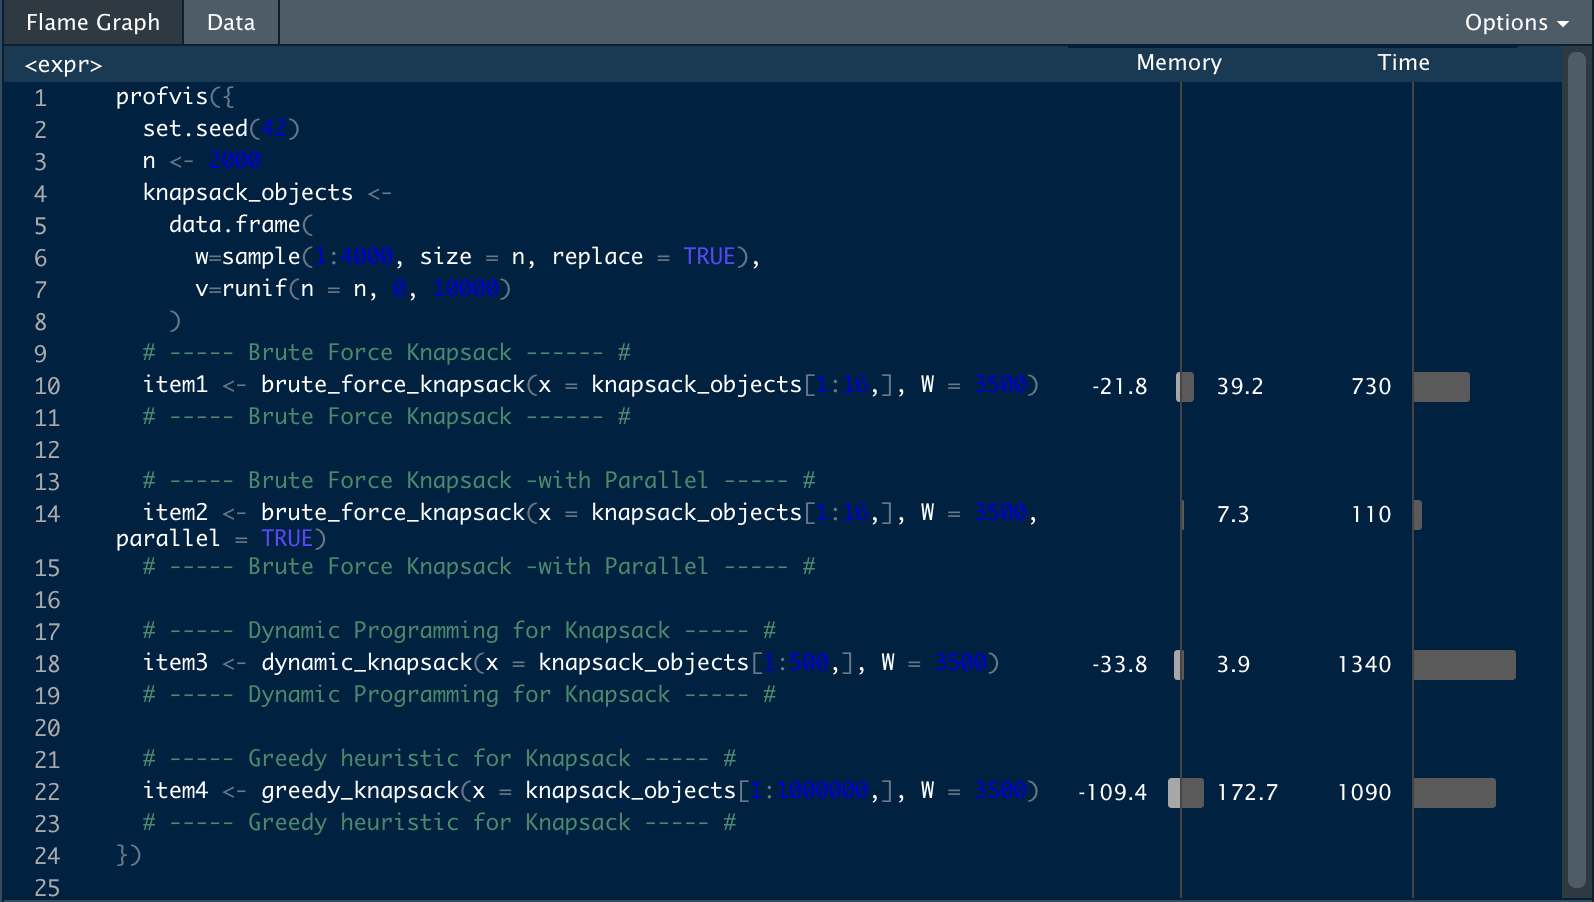 Flame Graph Data Options
<expr> Memory Time
1 profvis({
2 set.seed(42)
3 n <- 2000
4 knapsack_objects <-
5 data.frame(
6 w=sample(1:4000, size = n, replace = TRUE),
7 v=runif(n = n, 0, 10000)
8 )
9 # ----- Brute Force Knapsack ------ #
10 item1 <- brute_force_knapsack(x = knapsack_objects[1:16,], W = 3500) -21.8 39.2 730
11 # ----- Brute Force Knapsack ------ #
12
13 # ----- Brute Force Knapsack -with Parallel ----- #
14 item2 <- brute_force_knapsack(x = knapsack_objects[1:16,], W = 3500, 7.3 110
parallel = TRUE)
15 # ----- Brute Force Knapsack -with Parallel ----- #
16
17 # ----- Dynamic Programming for Knapsack ----- #
18 item3 <- dynamic_knapsack(x = knapsack_objects[1:500,], W = 3500) -33.8 3.9 1340
19 # ----- Dynamic Programming for Knapsack ----- #
20
21 # ----- Greedy heuristic for Knapsack ----- #
22 item4 <- greedy_knapsack(x = knapsack_objects[1:1000000,], W = 3500) -109.4 172.7 1090
23 # ----- Greedy heuristic for Knapsack ----- #
24 })
25